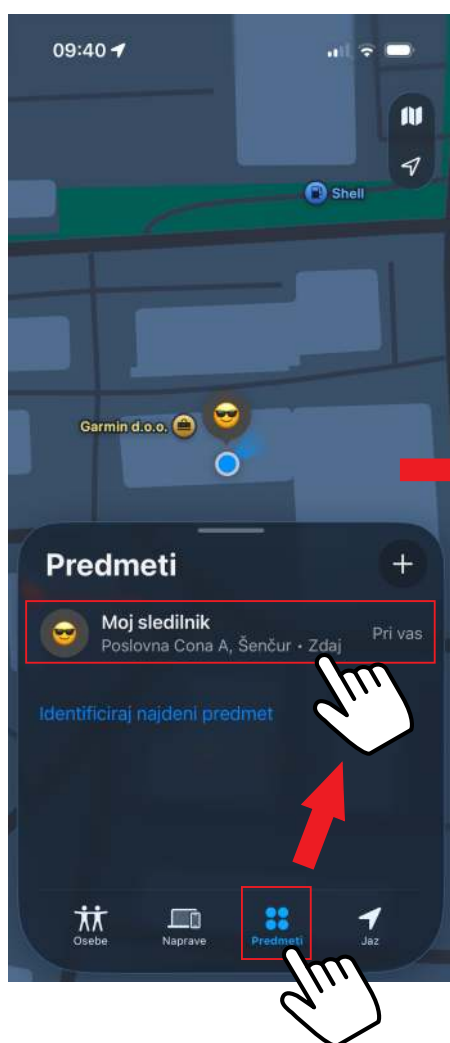 09:40
Shell
Garmin d.o.o.
Predmeti
Moj sledilnik
Poslovna Cona A, Šenčur • Zdaj
Pri vas
Identificiraj najdeni predmet
Osebe
Naprave
Predmeti
Jaz